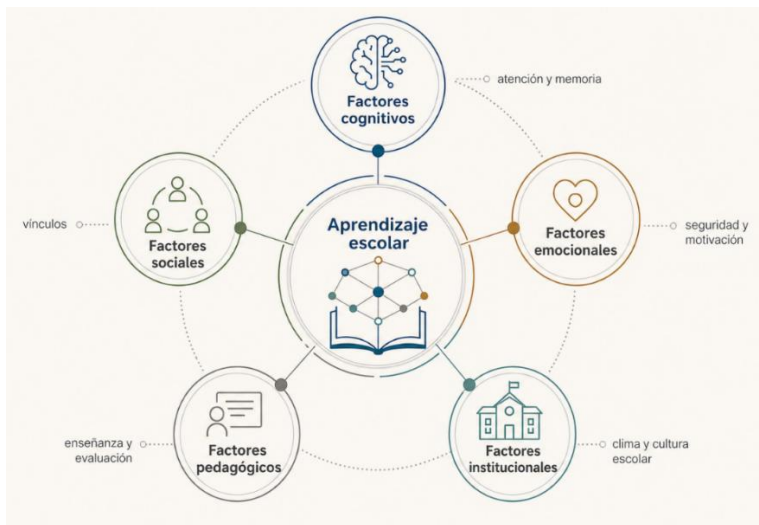 Factores
cognitivos
atención y memoria
Factores
sociales
vínculos
Aprendizaje
escolar
Factores
emocionales
seguridad y
motivación
Factores
pedagógicos
enseñanza y
evaluación
Factores
institucionales
clima y cultura
escolar